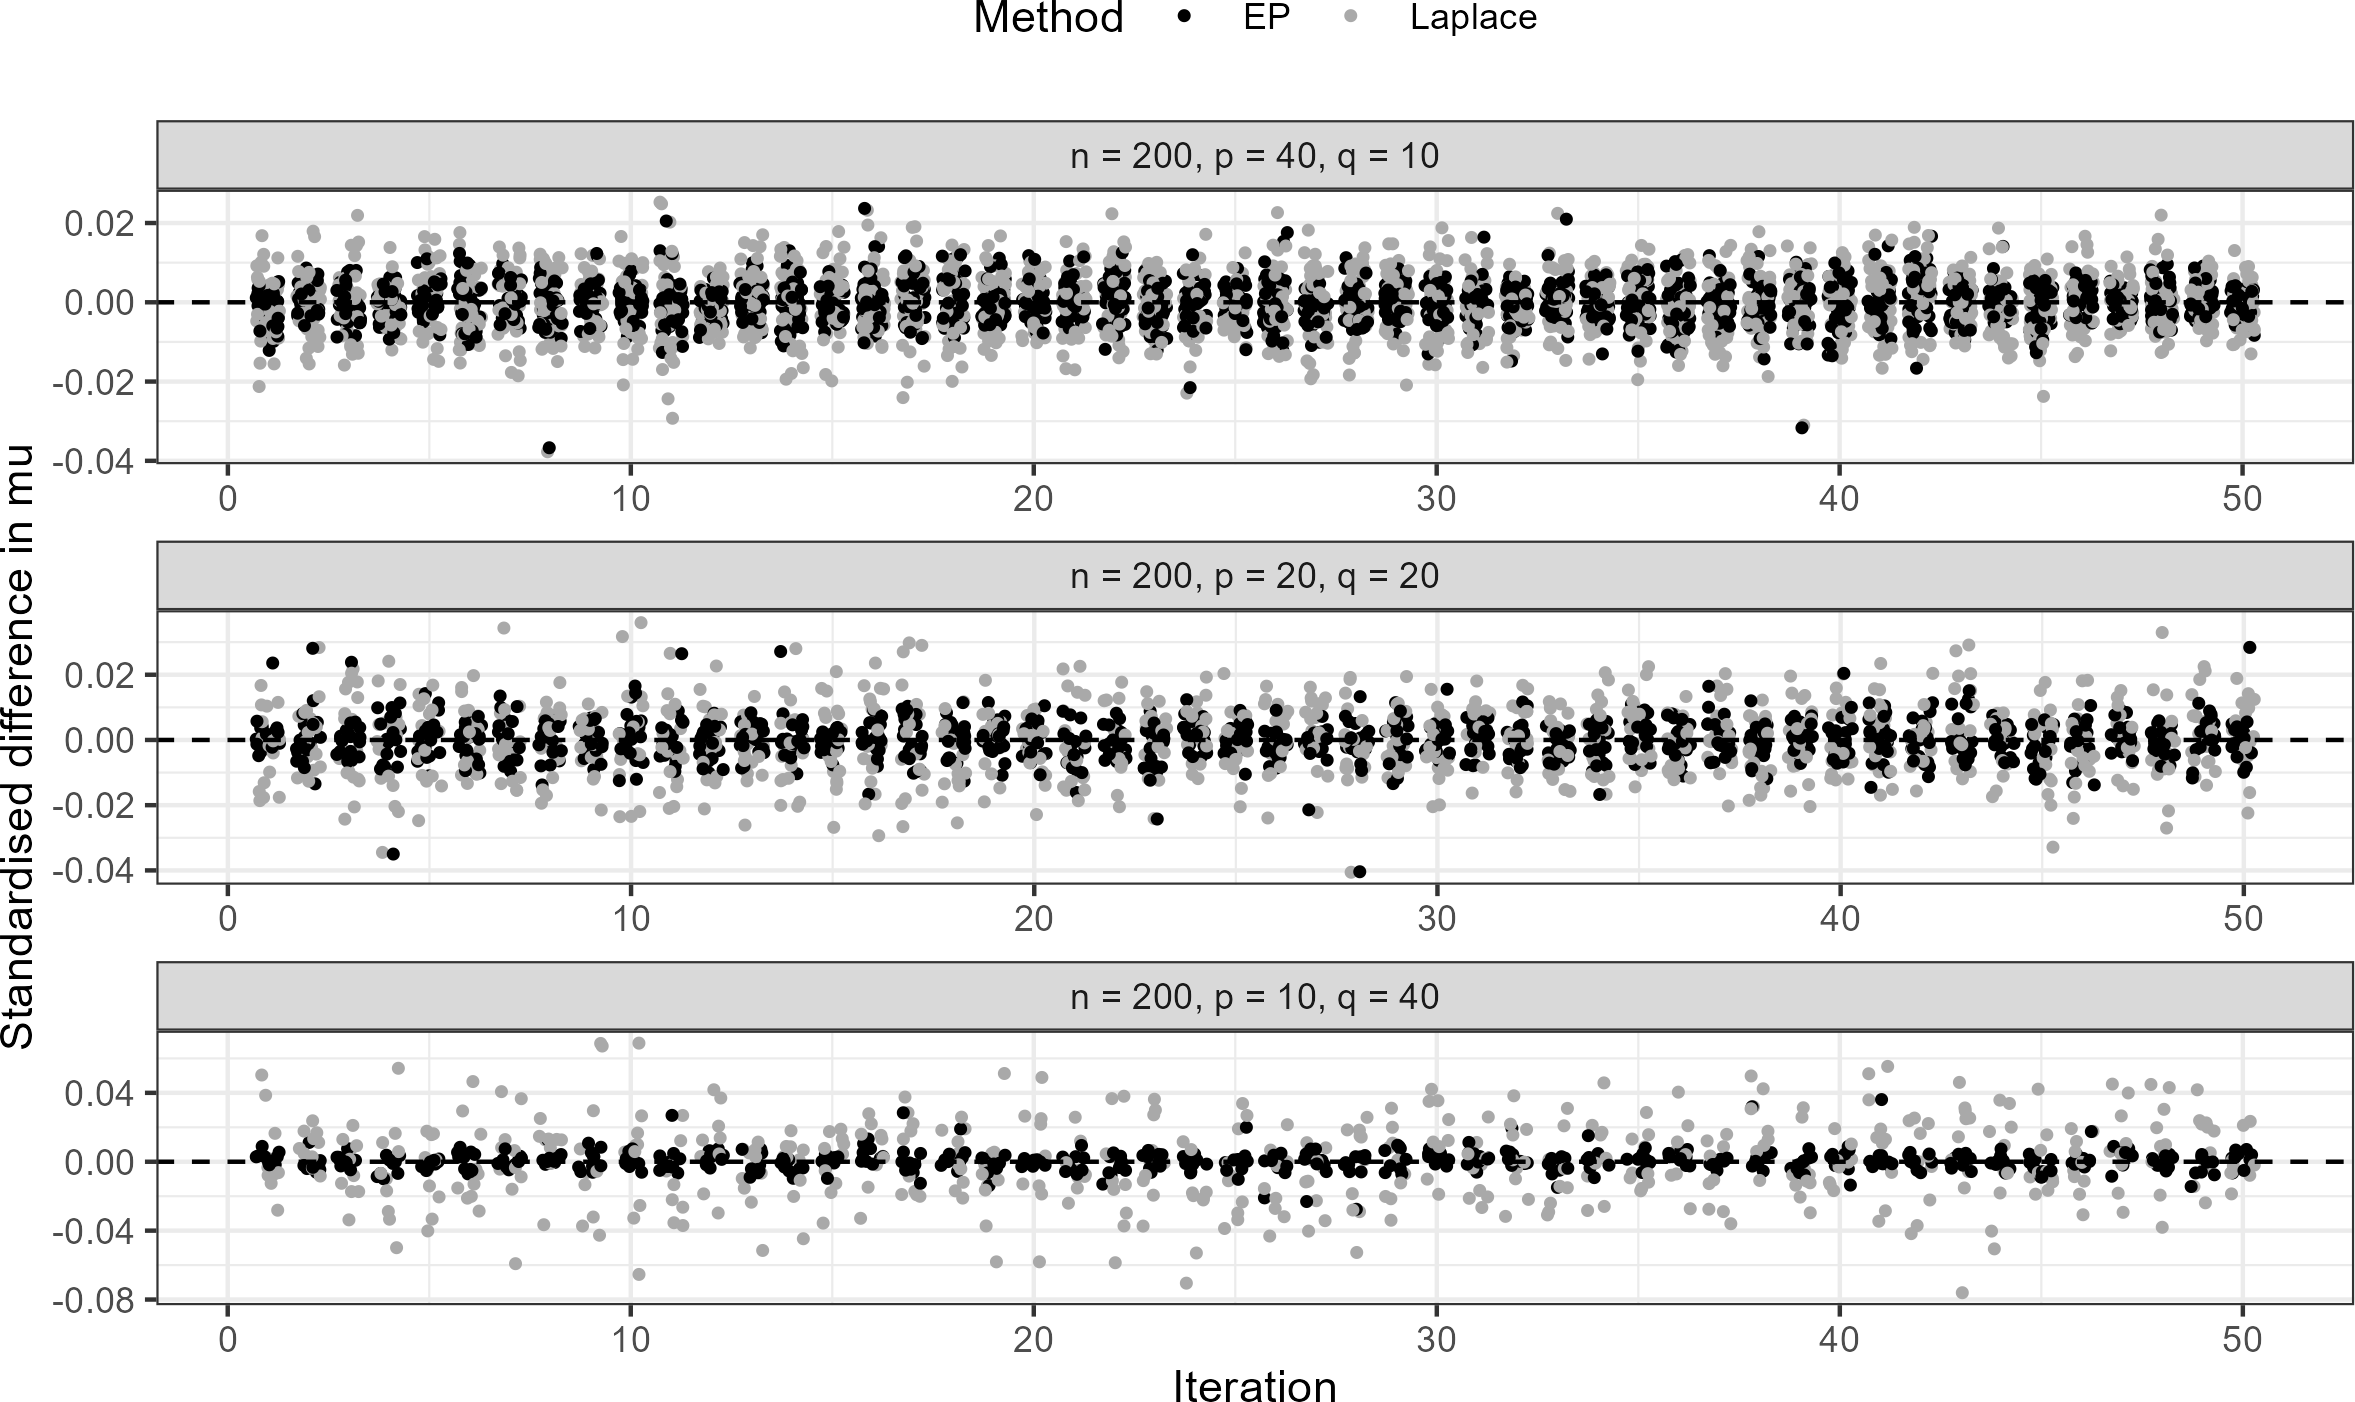 Method EP Laplace
Standardised difference in mu
n = 200, p = 40, q = 10
0.02
0.00
-0.02
-0.04
0 10 20 30 40 50
n = 200, p = 20, q = 20
0.02
0.00
-0.02
-0.04
0 10 20 30 40 50
n = 200, p = 10, q = 40
0.04
0.00
-0.04
-0.08
0 10 20 30 40 50
Iteration